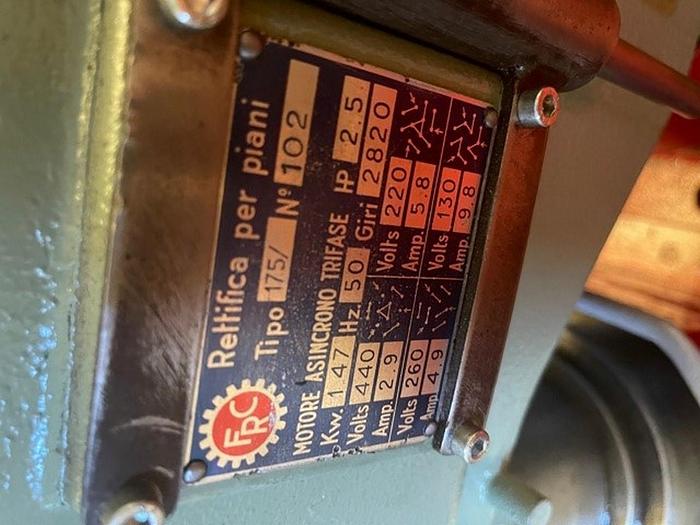 FRC
Rettifica per piani
Tipo 175/ Nº 102
MOTORE ASINCRONO TRIFASE HP 2.5
Kw. 1.47 Hz. 50 Giri 2820
Volts 440 Volts 220
Amp. 2.9 Amp. 5.8
Volts 260 Volts 130
Amp. 4.9 Amp. 9.8